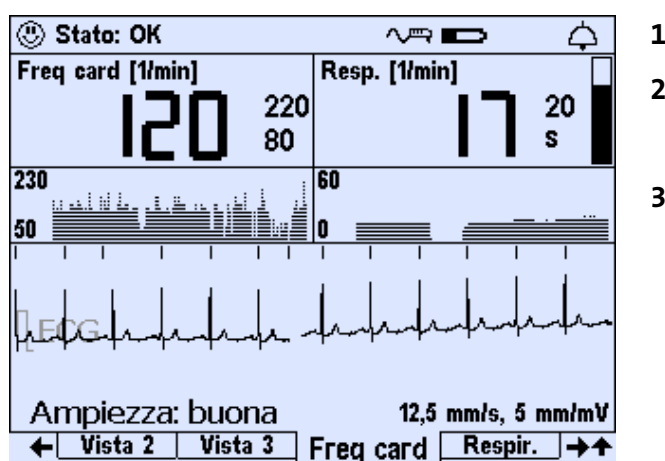 Stato: OK
1
Freq card [1/min] Resp. [1/min]
2
120 220 17 20
80 s
230 60
3
50 0
ECG
Ampiezza: buona 12,5 mm/s, 5 mm/mV
Vista 2 Vista 3 Freq card Respir.